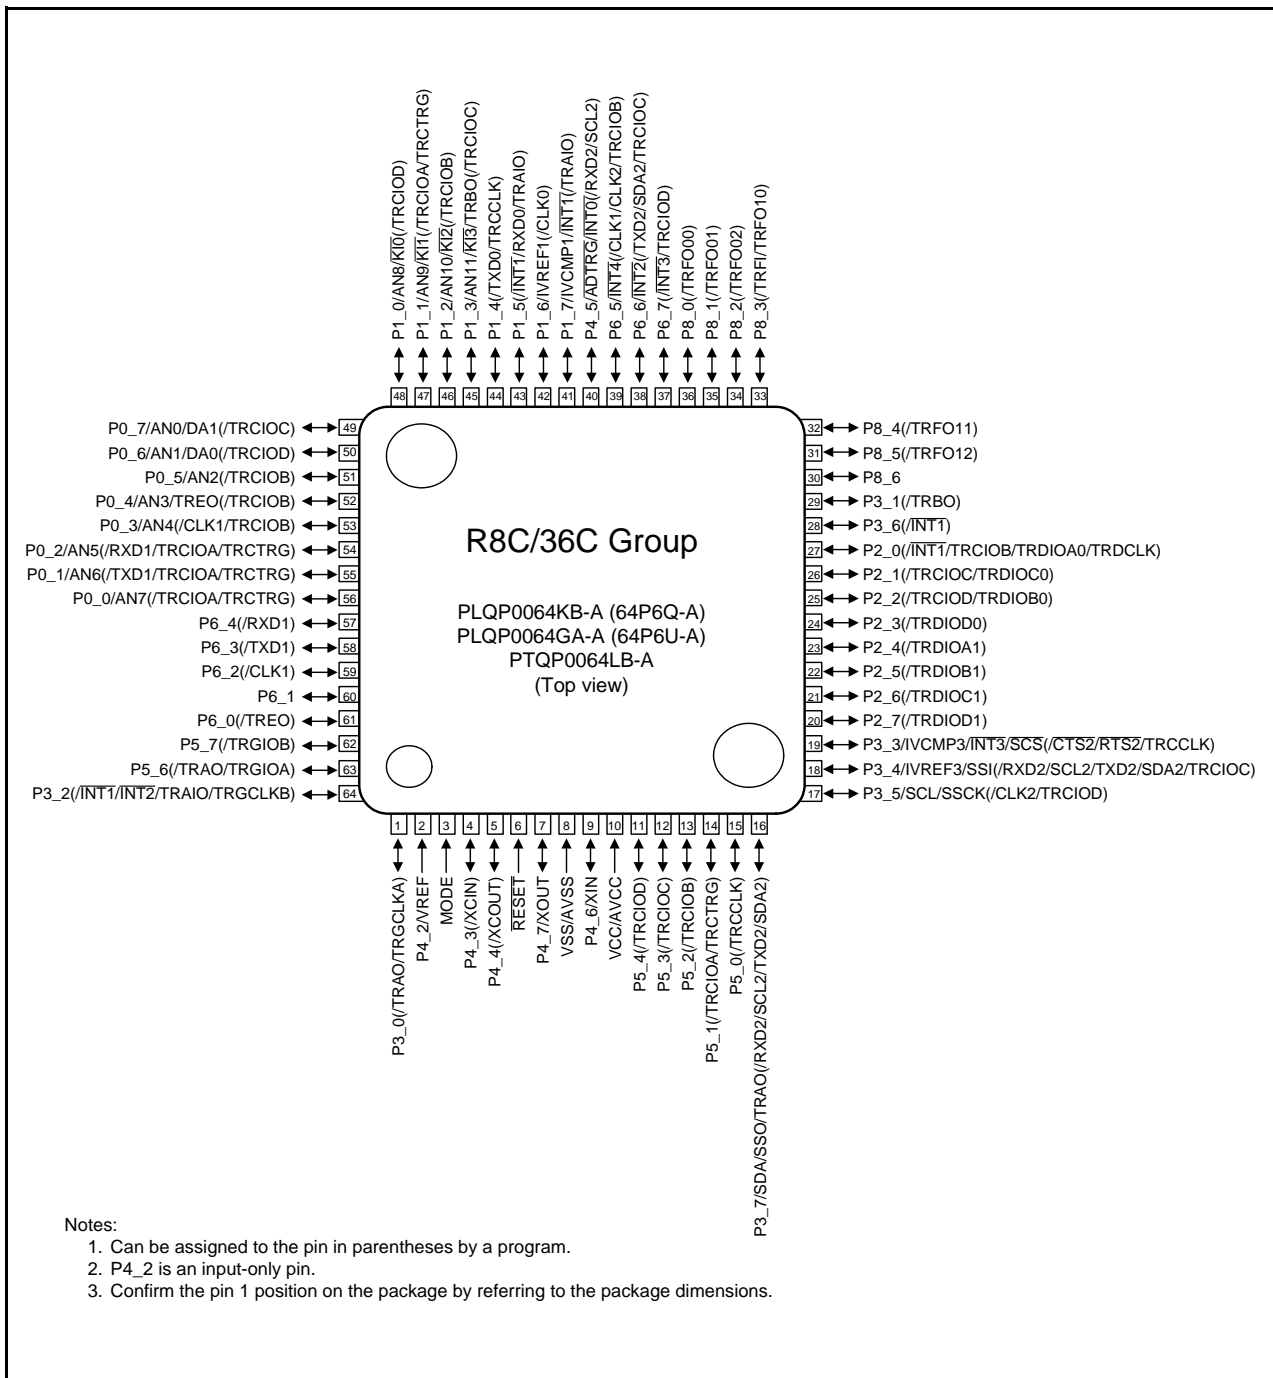 P1_0/AN8/KI0(/TRCIOD)
P1_1/AN9/KI1(/TRCIOA/TRCTRG)
P1_2/AN10/KI2(/TRCIOB)
P1_3/AN11/KI3/TRBO(/TRCIOC)
P1_4(/TXD0/TRCCLK)
P1_5(/INT1/RXD0/TRAIO)
P1_6/IVREF1(/CLK0)
P1_7/IVCMP1/INT1(/TRAIO)
P4_5/ADTRG/INT0(/RXD2/SCL2)
P6_5/INT4(/CLK1/CLK2/TRCIOB)
P6_6/INT2(/TXD2/SDA2/TRCIOC)
P6_7(/INT3/TRCIOD)
P8_0(/TRFO00)
P8_1(/TRFO01)
P8_2(/TRFO02)
P8_3(/TRFI/TRFO10)
48 47 46 45 44 43 42 41 40 39 38 37 36 35 34 33
P0_7/AN0/DA1(/TRCIOC) 49
P0_6/AN1/DA0(/TRCIOD) 50
P0_5/AN2(/TRCIOB) 51
P0_4/AN3/TREO(/TRCIOB) 52
P0_3/AN4(/CLK1/TRCIOB) 53
P0_2/AN5(/RXD1/TRCIOA/TRCTRG) 54
P0_1/AN6(/TXD1/TRCIOA/TRCTRG) 55
P0_0/AN7(/TRCIOA/TRCTRG) 56
P6_4(/RXD1) 57
P6_3(/TXD1) 58
P6_2(/CLK1) 59
P6_1 60
P6_0(/TREO) 61
P5_7(/TRGIOB) 62
P5_6(/TRAO/TRGIOA) 63
P3_2(/INT1/INT2/TRAIO/TRGCLKB) 64
R8C/36C Group
PLQP0064KB-A (64P6Q-A)
PLQP0064GA-A (64P6U-A)
PTQP0064LB-A
(Top view)
32 P8_4(/TRFO11)
31 P8_5(/TRFO12)
30 P8_6
29 P3_1(/TRBO)
28 P3_6(/INT1)
27 P2_0(/INT1/TRCIOB/TRDIOA0/TRDCLK)
26 P2_1(/TRCIOC/TRDIOC0)
25 P2_2(/TRCIOD/TRDIOB0)
24 P2_3(/TRDIOD0)
23 P2_4(/TRDIOA1)
22 P2_5(/TRDIOB1)
21 P2_6(/TRDIOC1)
20 P2_7(/TRDIOD1)
19 P3_3/IVCMP3/INT3/SCS(/CTS2/RTS2/TRCCLK)
18 P3_4/IVREF3/SSI(/RXD2/SCL2/TXD2/SDA2/TRCIOC)
17 P3_5/SCL/SSCK(/CLK2/TRCIOD)
1 2 3 4 5 6 7 8 9 10 11 12 13 14 15 16
P3_0(/TRAO/TRGCLKA)
P4_2/VREF
MODE
P4_3(/XCIN)
P4_4(/XCOUT)
RESET
P4_7/XOUT
VSS/AVSS
P4_6/XIN
VCC/AVCC
P5_4(/TRCIOD)
P5_3(/TRCIOC)
P5_2(/TRCIOB)
P5_1(/TRCIOA/TRCTRG)
P5_0(/TRCCLK)
P3_7/SDA/SSO/TRAO(/RXD2/SCL2/TXD2/SDA2)
Notes:
1. Can be assigned to the pin in parentheses by a program.
2. P4_2 is an input-only pin.
3. Confirm the pin 1 position on the package by referring to the package dimensions.